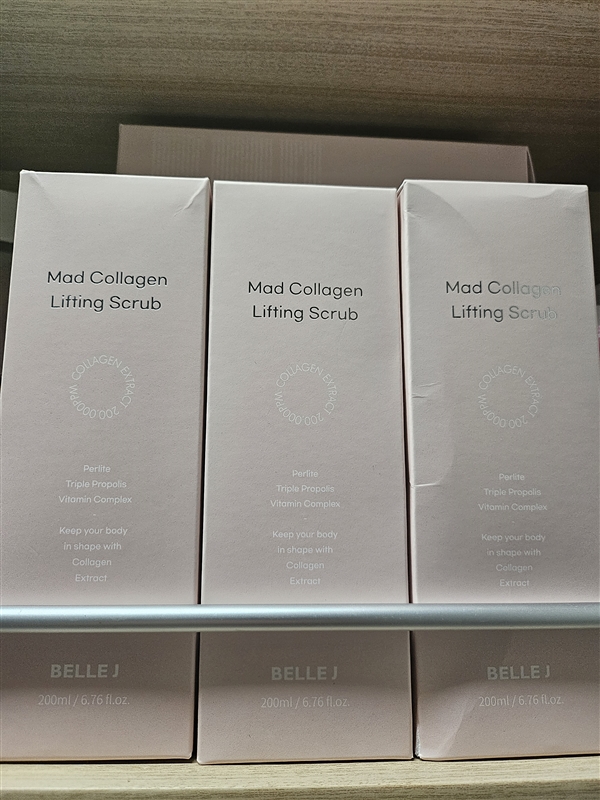 Mad Collagen
Lifting Scrub
COLLAGEN EXTRACT 200,000PPM
Perlite
Triple Propolis
Vitamin Complex
-
Keep your body
in shape with
Collagen
Extract
BELLE J
200ml / 6.76 fl.oz.
Mad Collagen
Lifting Scrub
COLLAGEN EXTRACT 200,000PPM
Perlite
Triple Propolis
Vitamin Complex
-
Keep your body
in shape with
Collagen
Extract
BELLE J
200ml / 6.76 fl.oz.
Mad Collagen
Lifting Scrub
COLLAGEN EXTRACT 200,000PPM
Perlite
Triple Propolis
Vitamin Complex
-
Keep your body
in shape with
Collagen
Extract
BELLE J
200ml / 6.76 fl.oz.